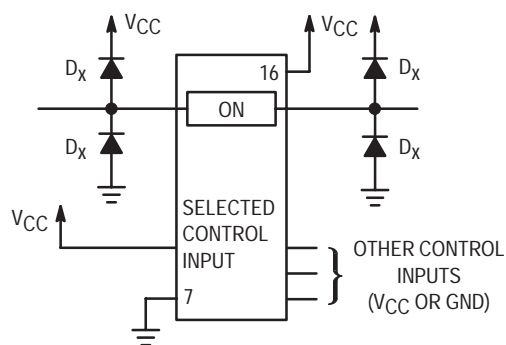 VCC
VCC
DX
16
DX
ON
DX
DX
VCC
SELECTED
CONTROL
INPUT
OTHER CONTROL
INPUTS
(VCC OR GND)
7